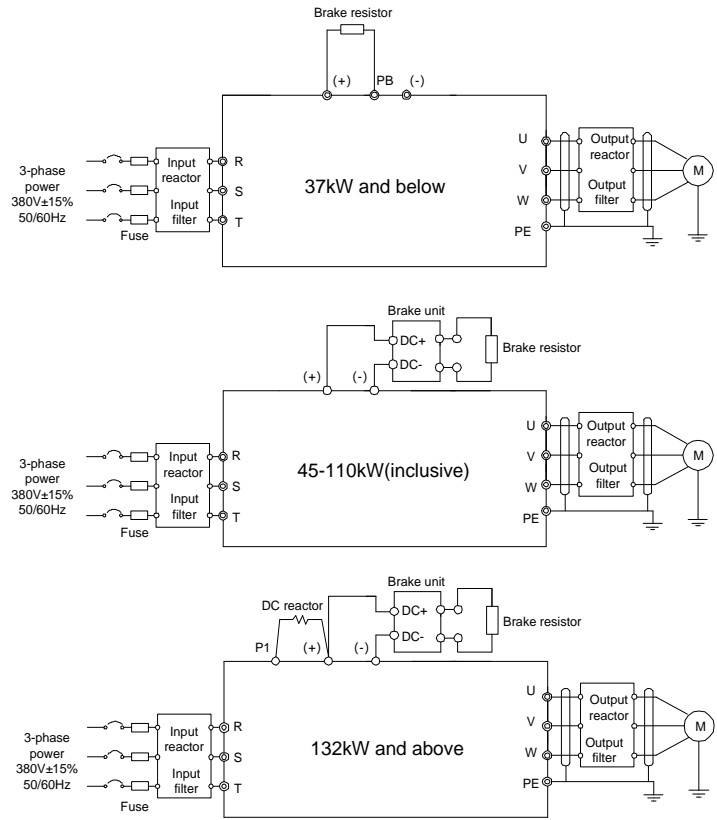 Brake resistor
(+) PB (-)
3-phase
power
380V±15%
50/60Hz
Fuse
Input
reactor
Input
filter
R
S
T
37kW and below
U
V
W
PE
Output
reactor
Output
filter
M
Brake unit
DC+
DC-
Brake resistor
(+) (-)
3-phase
power
380V±15%
50/60Hz
Fuse
Input
reactor
Input
filter
R
S
T
45-110kW(inclusive)
U
V
W
PE
Output
reactor
Output
filter
M
Brake unit
DC reactor
DC+
DC-
Brake resistor
P1 (+) (-)
3-phase
power
380V±15%
50/60Hz
Fuse
Input
reactor
Input
filter
R
S
T
132kW and above
U
V
W
PE
Output
reactor
Output
filter
M